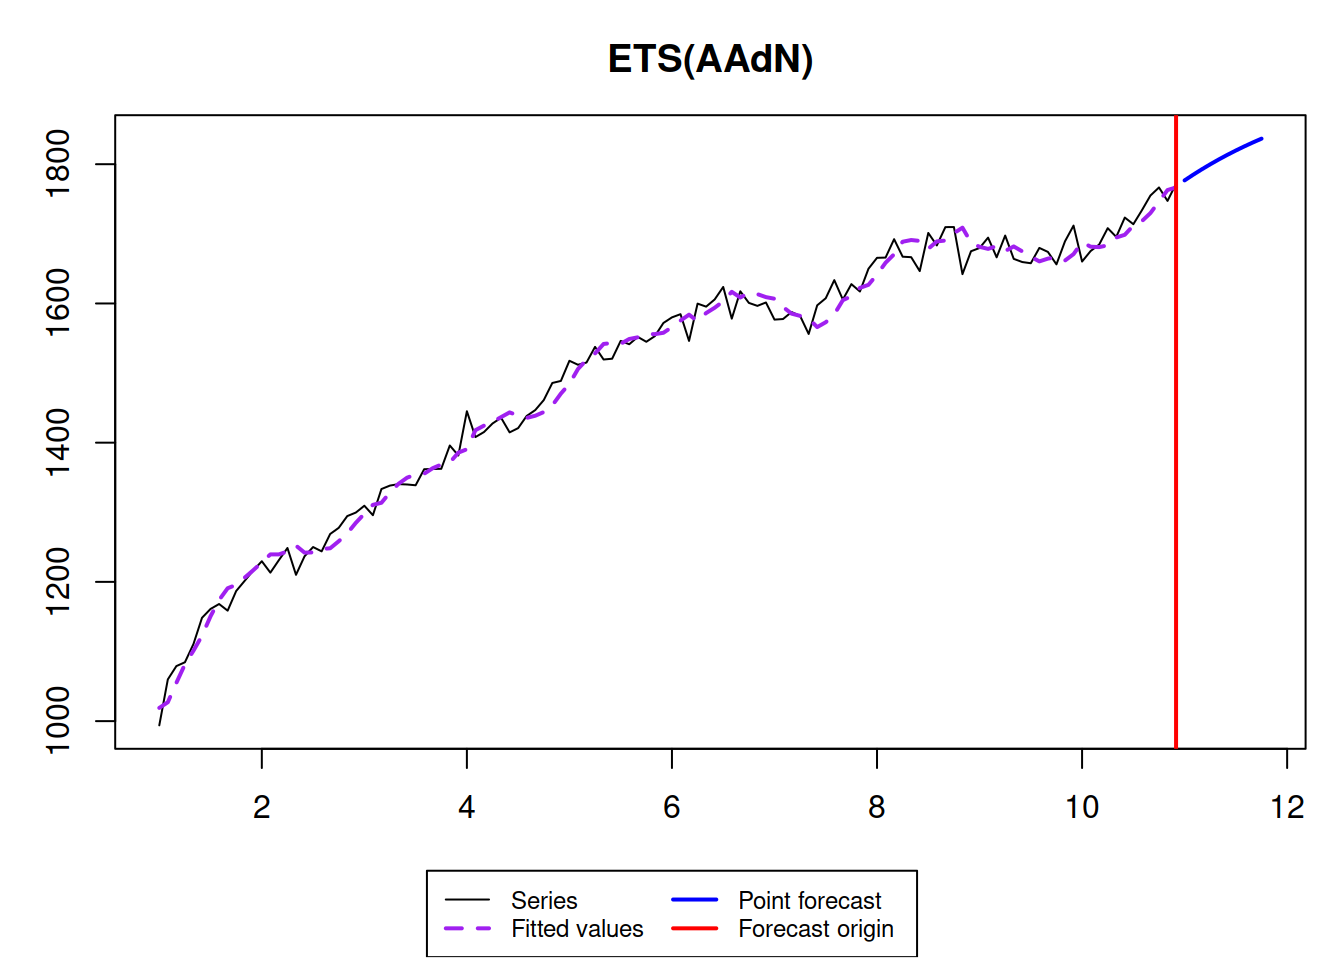 ETS(AAdN)
1800
1600
1400
1200
1000
2 4 6 8 10 12
Series
Fitted values
Point forecast
Forecast origin